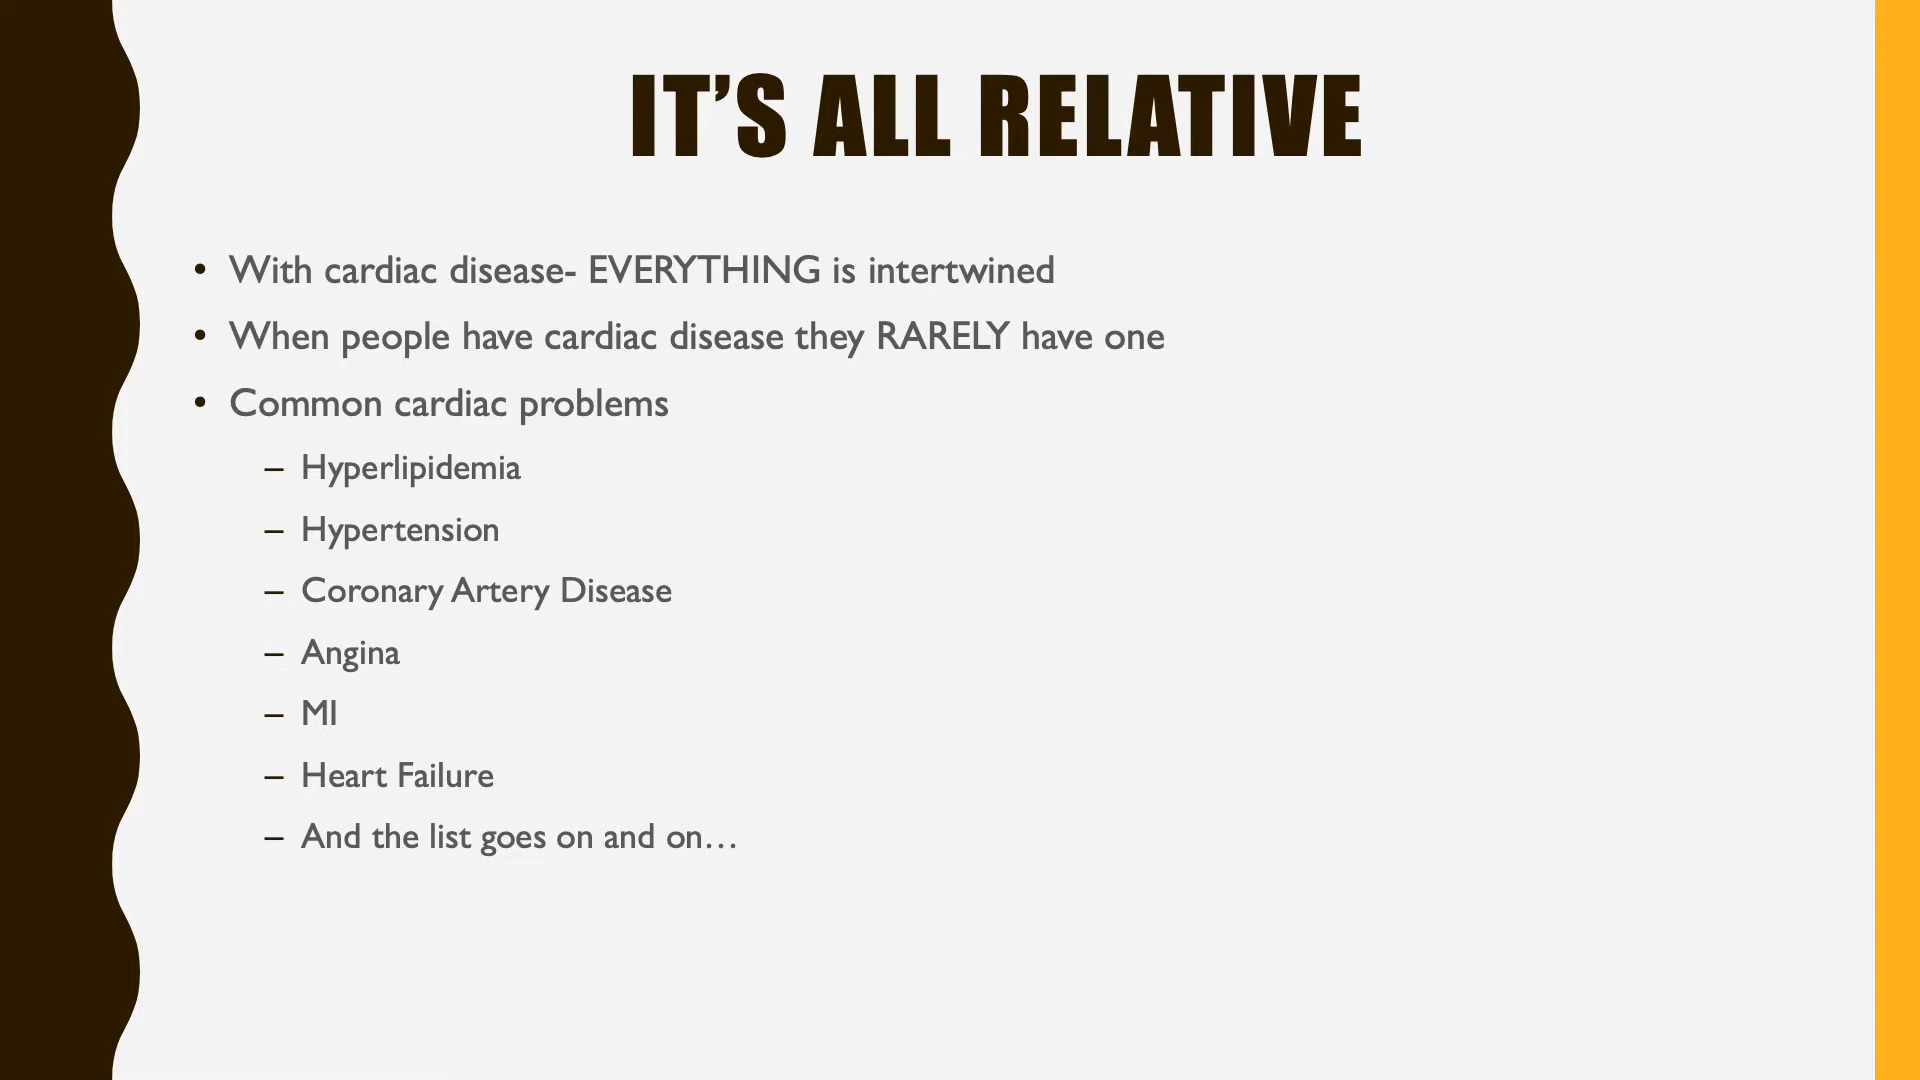 IT’S ALL RELATIVE
• With cardiac disease- EVERYTHING is intertwined
• When people have cardiac disease they RARELY have one
• Common cardiac problems
– Hyperlipidemia
– Hypertension
– Coronary Artery Disease
– Angina
– MI
– Heart Failure
– And the list goes on and on…